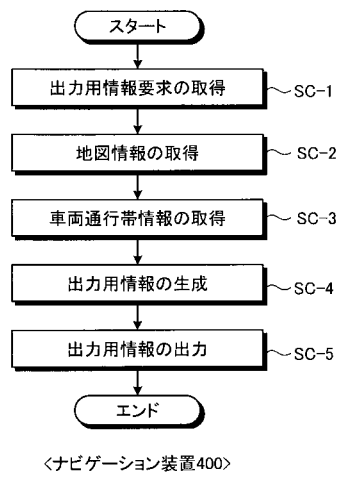 スタート
出力用情報要求の取得 SC-1
地図情報の取得 SC-2
車両通行帯情報の取得 SC-3
出力用情報の生成 SC-4
出力用情報の出力 SC-5
エンド
<ナビゲーション装置400>